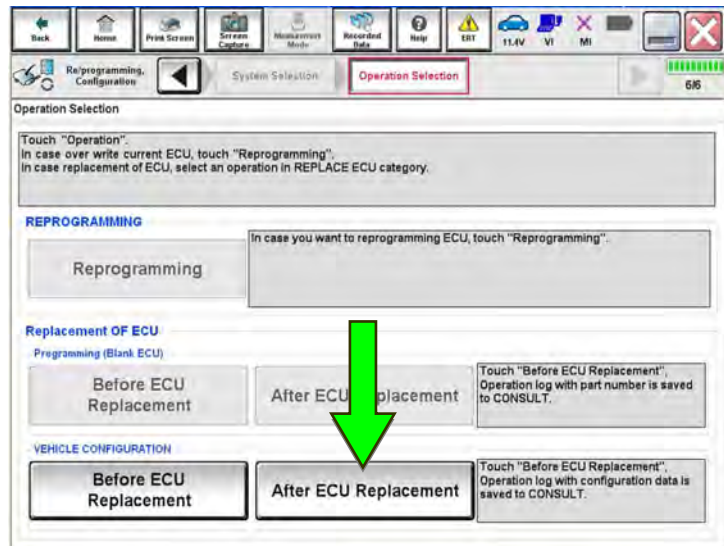 Back
Home
Print Screen
Screen Capture
Measurement Mode
Recorded Data
Help
ERT
11.4V
VI
MI
Re/programming, Configuration
System Selection
Operation Selection
6/6
Operation Selection
Touch "Operation".
In case over write current ECU, touch "Reprogramming".
In case replacement of ECU, select an operation in REPLACE ECU category.
REPROGRAMMING
Reprogramming
In case you want to reprogramming ECU, touch "Reprogramming".
Replacement OF ECU
Programming (Blank ECU)
Before ECU
Replacement
After ECU
Touch "Before ECU Replacement",
Operation log with part number is saved
to CONSULT.
VEHICLE CONFIGURATION
Before ECU
Replacement
After ECU Replacement
Touch "Before ECU Replacement",
Operation log with configuration data is
saved to CONSULT.